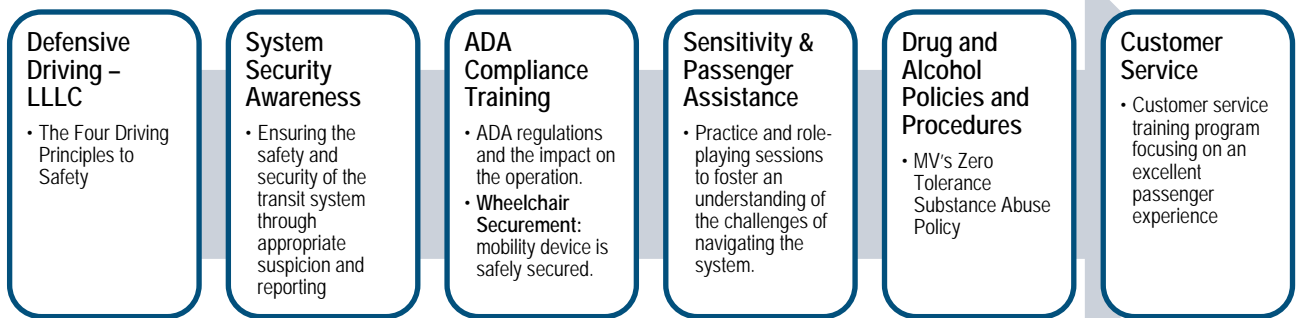 Defensive
Driving –
LLLC
• The Four Driving
Principles to
Safety
System
Security
Awareness
• Ensuring the
safety and
security of the
transit system
through
appropriate
suspicion and
reporting
ADA
Compliance
Training
• ADA regulations
and the impact on
the operation.
• Wheelchair
Securement:
mobility device is
safely secured.
Sensitivity &
Passenger
Assistance
• Practice and role-
playing sessions
to foster an
understanding of
the challenges of
navigating the
system.
Drug and
Alcohol
Policies and
Procedures
• MV's Zero
Tolerance
Substance Abuse
Policy
Customer
Service
• Customer service
training program
focusing on an
excellent
passenger
experience